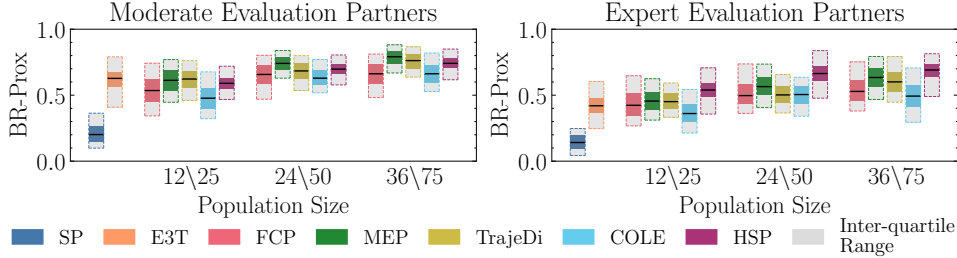 Moderate Evaluation Partners
BR-Prox
1.0
0.5
0.0
12\25
24\50
36\75
Population Size
Expert Evaluation Partners
BR-Prox
1.0
0.5
0.0
12\25
24\50
36\75
Population Size
SP
E3T
FCP
MEP
TrajeDi
COLE
HSP
Inter-quartile
Range